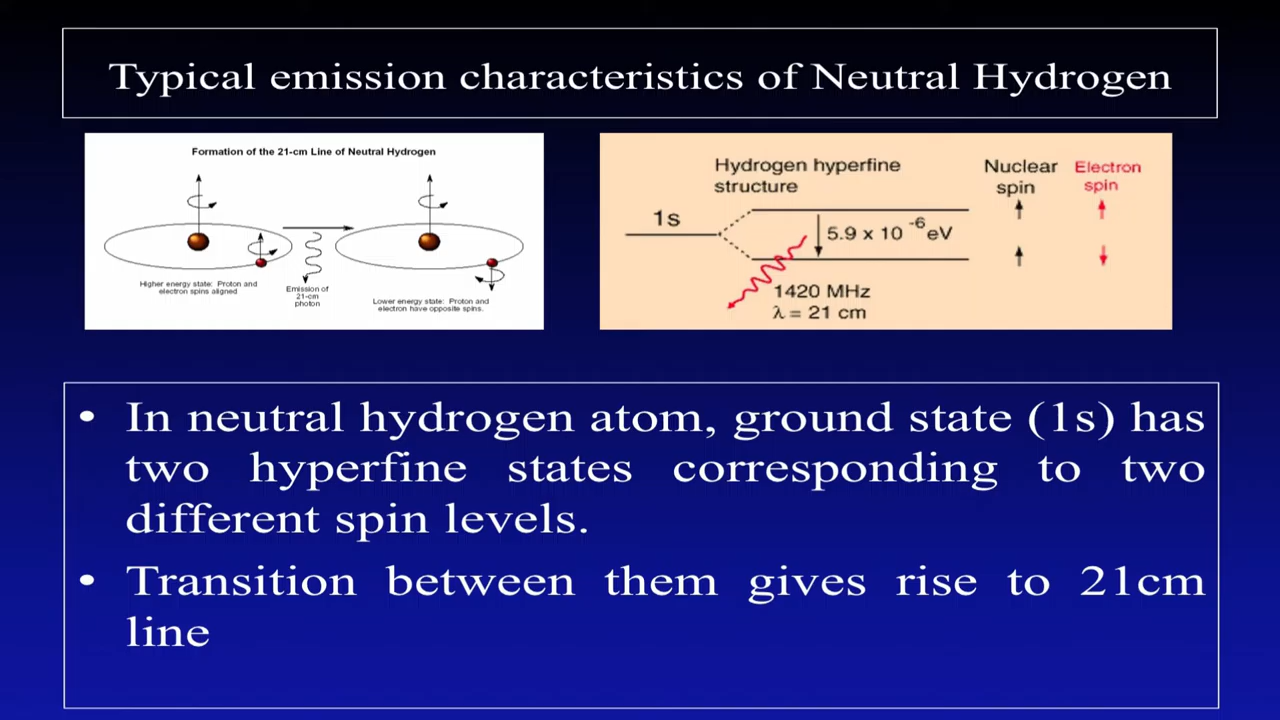 Typical emission characteristics of Neutral Hydrogen
Formation of the 21-cm Line of Neutral Hydrogen
Higher energy state: Proton and
electron spins aligned
Emission of
21-cm
photon
Lower energy state: Proton and
electron have opposite spins.
Hydrogen hyperfine
structure
Nuclear
spin
Electron
spin
1s
5.9 x 10⁻⁶ eV
1420 MHz
λ = 21 cm
• In neutral hydrogen atom, ground state (1s) has
two hyperfine states corresponding to two
different spin levels.
• Transition between them gives rise to 21cm
line